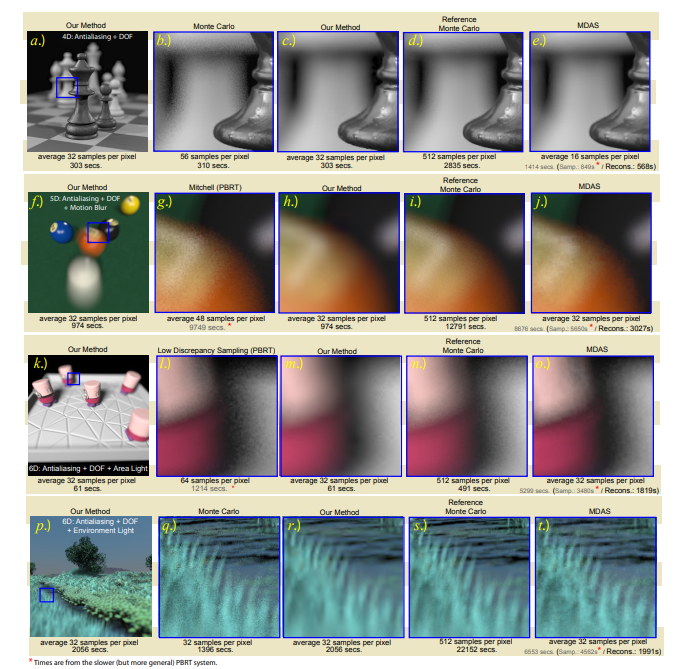 Our Method
Monte Carlo
Our Method
Reference
Monte Carlo
MDAS
a.)
4D: Antialiasing + DOF
b.)
c.)
d.)
e.)
average 32 samples per pixel
303 secs.
56 samples per pixel
310 secs.
average 32 samples per pixel
303 secs.
512 samples per pixel
2835 secs.
average 16 samples per pixel
1414 secs. (Samp.: 849s * / Recons.: 568s)
Our Method
Mitchell (PBRT)
Our Method
Reference
Monte Carlo
MDAS
f.)
5D: Antialiasing + DOF
+ Motion Blur
g.)
h.)
i.)
j.)
average 32 samples per pixel
974 secs.
average 48 samples per pixel
9749 secs. *
average 32 samples per pixel
974 secs.
512 samples per pixel
12791 secs.
average 32 samples per pixel
8676 secs. (Samp.: 5650s * / Recons.: 3027s)
Our Method
Low Discrepancy Sampling (PBRT)
Our Method
Reference
Monte Carlo
MDAS
k.)
6D: Antialiasing + DOF + Area Light
l.)
m.)
n.)
o.)
average 32 samples per pixel
61 secs.
64 samples per pixel
1214 secs. *
average 32 samples per pixel
61 secs.
512 samples per pixel
491 secs.
average 32 samples per pixel
5299 secs. (Samp.: 3480s * / Recons.: 1819s)
Our Method
Monte Carlo
Our Method
Reference
Monte Carlo
MDAS
p.)
6D: Antialiasing + DOF
+ Environment Light
q.)
r.)
s.)
t.)
average 32 samples per pixel
2056 secs.
32 samples per pixel
1396 secs.
average 32 samples per pixel
2056 secs.
512 samples per pixel
22152 secs.
average 32 samples per pixel
6553 secs. (Samp.: 4562s * / Recons.: 1991s)
* Times are from the slower (but more general) PBRT system.